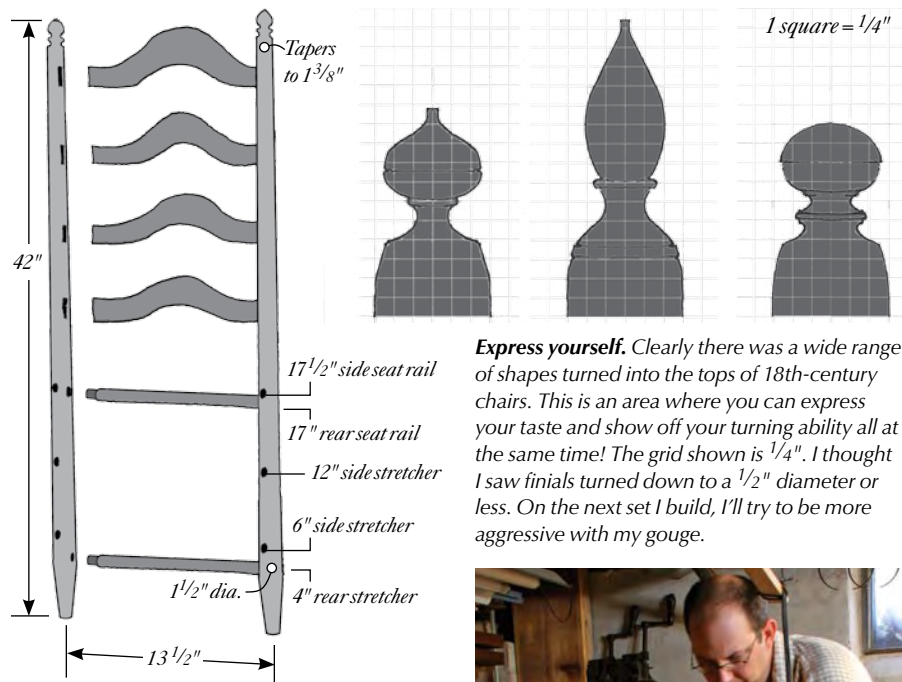 Tapers
to 1 3/8"
1 square = 1/4"
42"
17 1/2" side seat rail
17" rear seat rail
12" side stretcher
6" side stretcher
1 1/2" dia.
4" rear stretcher
13 1/2"
Express yourself. Clearly there was a wide range
of shapes turned into the tops of 18th-century
chairs. This is an area where you can express
your taste and show off your turning ability all at
the same time! The grid shown is 1/4". I thought
I saw finials turned down to a 1/2" diameter or
less. On the next set I build, I'll try to be more
aggressive with my gouge.